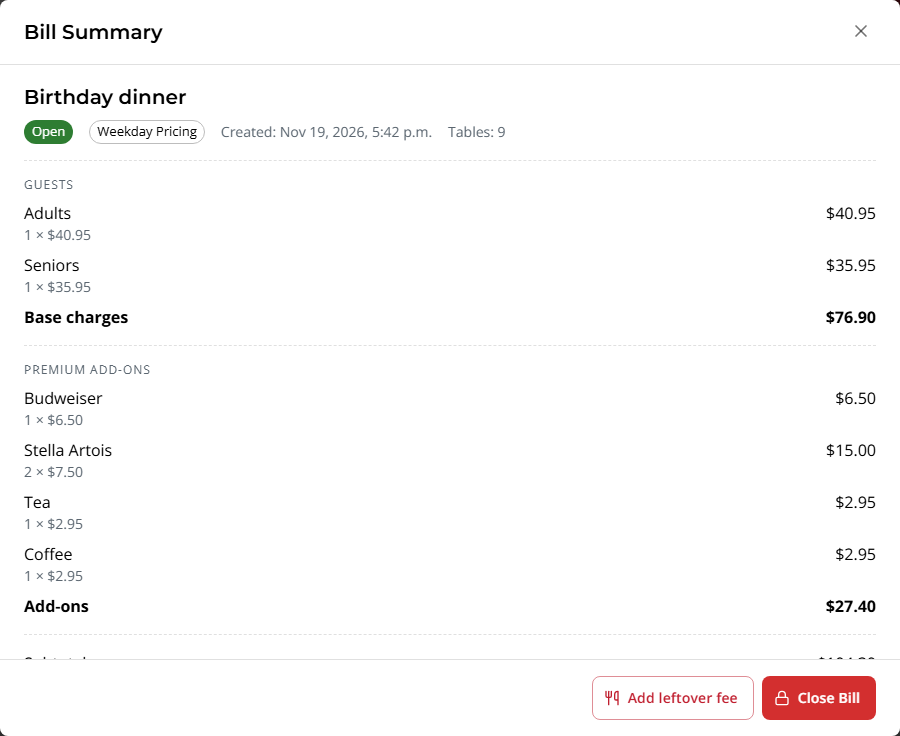 Bill Summary
Birthday dinner
Open Weekday Pricing Created: Nov 19, 2026, 5:42 p.m. Tables: 9
GUESTS
Adults $40.95
1 × $40.95
Seniors $35.95
1 × $35.95
Base charges $76.90
PREMIUM ADD-ONS
Budweiser $6.50
1 × $6.50
Stella Artois $15.00
2 × $7.50
Tea $2.95
1 × $2.95
Coffee $2.95
1 × $2.95
Add-ons $27.40
Add leftover fee Close Bill